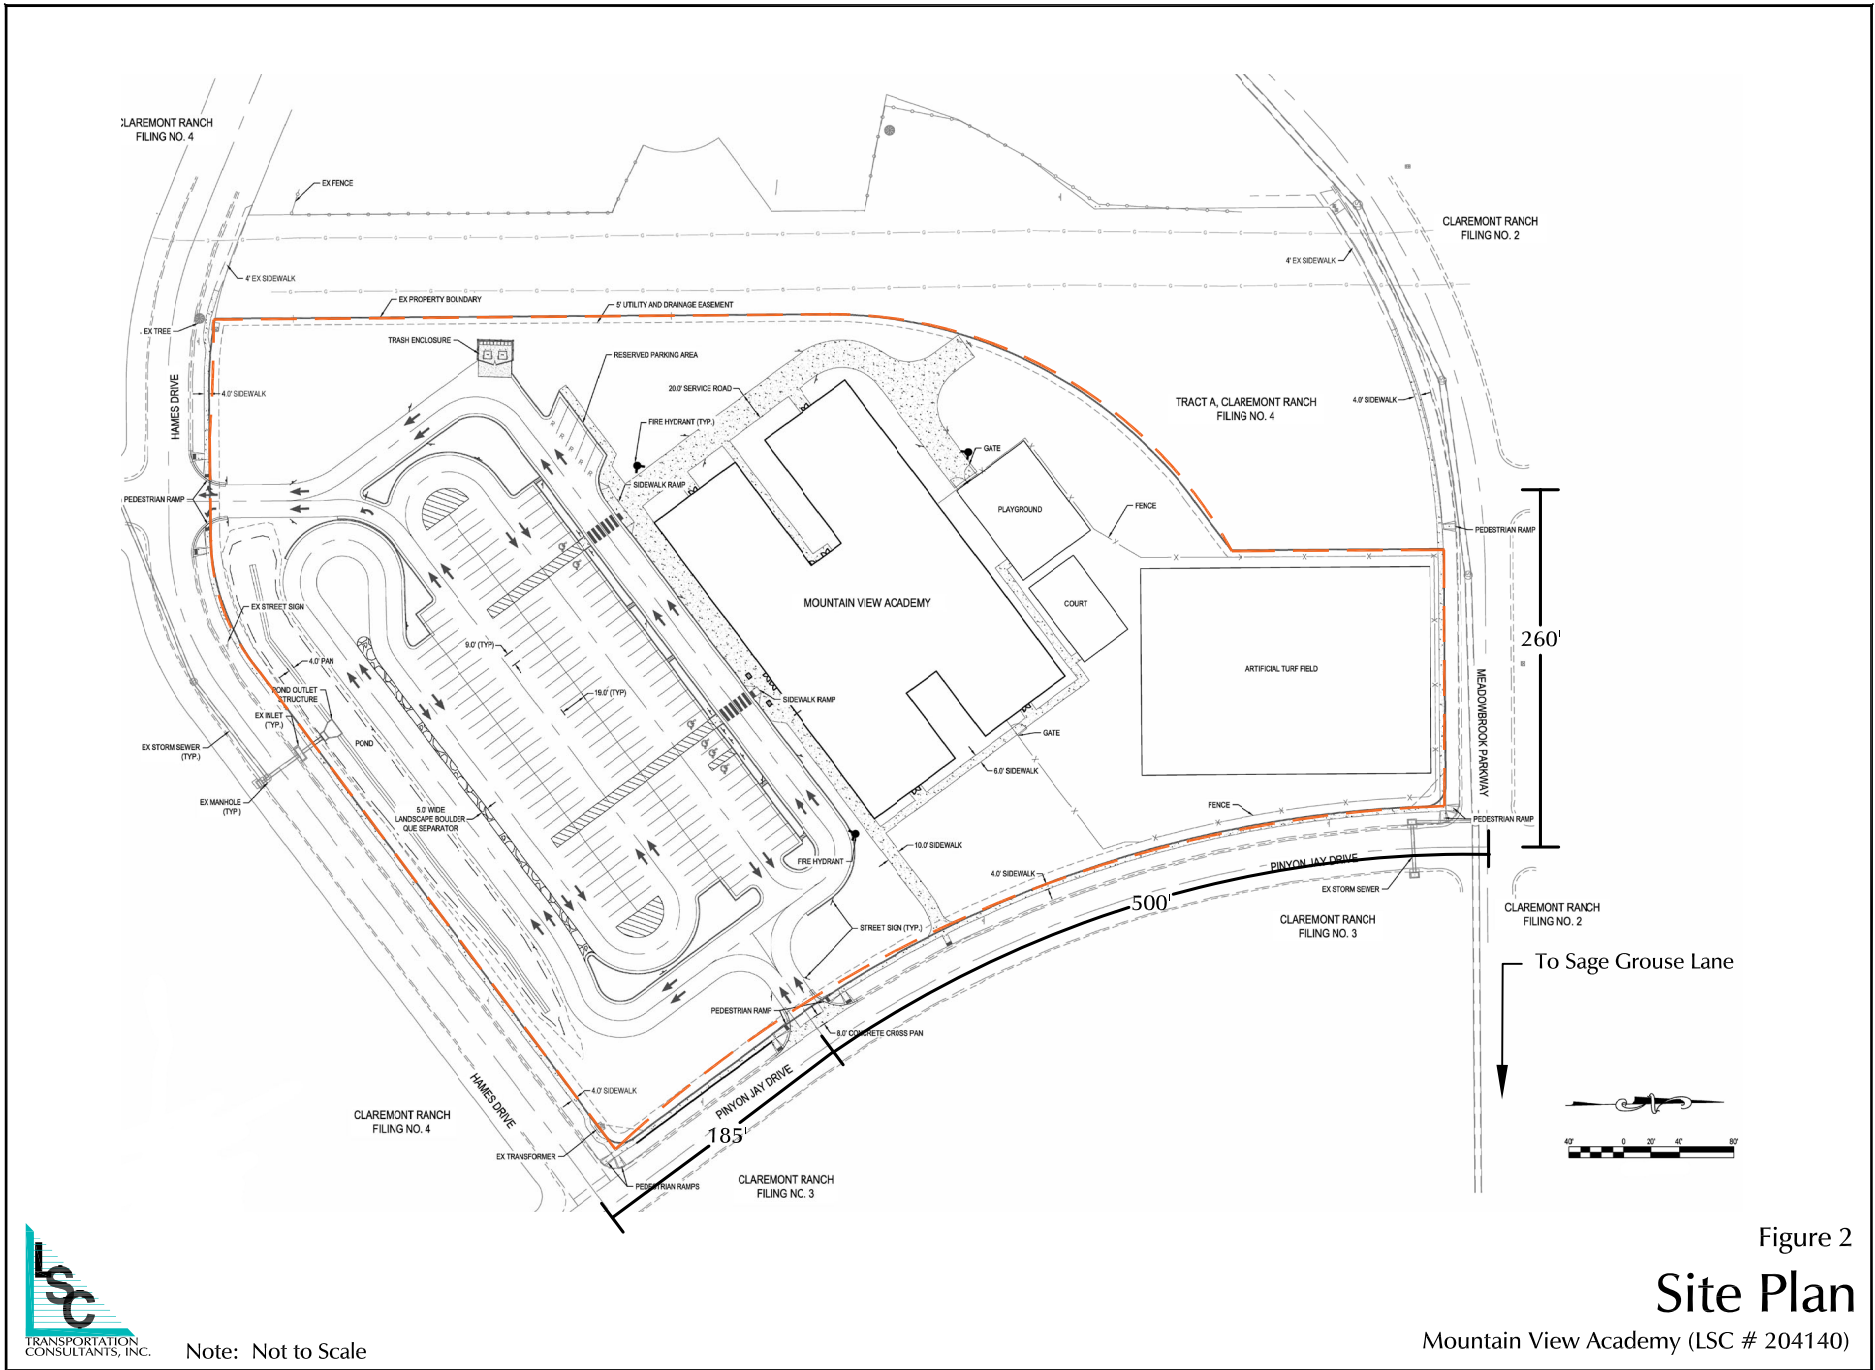 CLAREMONT RANCH
FILING NO. 4
EX FENCE
CLAREMONT RANCH
FILING NO. 2
4' EX SIDEWALK
4' EX SIDEWALK
EX PROPERTY BOUNDARY
5' UTILITY AND DRAINAGE EASEMENT
EX TREE
TRASH ENCLOSURE
RESERVED PARKING AREA
HAMES DRIVE
4.0' SIDEWALK
20.0' SERVICE ROAD
TRACT A, CLAREMONT RANCH
FILING NO. 4
4.0' SIDEWALK
FIRE HYDRANT (TYP.)
GATE
SIDEWALK RAMP
PEDESTRIAN RAMP
PLAYGROUND
FENCE
PEDESTRIAN RAMP
MOUNTAIN VIEW ACADEMY
COURT
EX STREET SIGN
260'
9.0' (TYP)
4.0' PAN
ARTIFICIAL TURF FIELD
POND OUTLET
STRUCTURE
19.0' (TYP)
SIDEWALK RAMP
MEADOWBROOK PARKWAY
EX INLET
(TYP.)
POND
GATE
EX STORM SEWER
(TYP.)
6.0' SIDEWALK
EX MANHOLE
(TYP)
5.0 WIDE
LANDSCAPE BOULDER
QUE SEPARATOR
FENCE
PEDESTRIAN RAMP
10.0' SIDEWALK
FIRE HYDRANT
PINYON JAY DRIVE
4.0' SIDEWALK
EX STORM SEWER
500'
CLAREMONT RANCH
FILING NO. 3
CLAREMONT RANCH
FILING NO. 2
STREET SIGN (TYP.)
To Sage Grouse Lane
PEDESTRIAN RAMP
8.0' CONCRETE CROSS PAN
HAMES DRIVE
4.0' SIDEWALK
PINYON JAY DRIVE
CLAREMONT RANCH
FILING NO. 4
185'
EX TRANSFORMER
PEDESTRIAN RAMPS
CLAREMONT RANCH
FILING NO. 3
40' 0 20' 40' 80'
Figure 2
Site Plan
Mountain View Academy (LSC # 204140)
LSC
TRANSPORTATION
CONSULTANTS, INC.
Note: Not to Scale